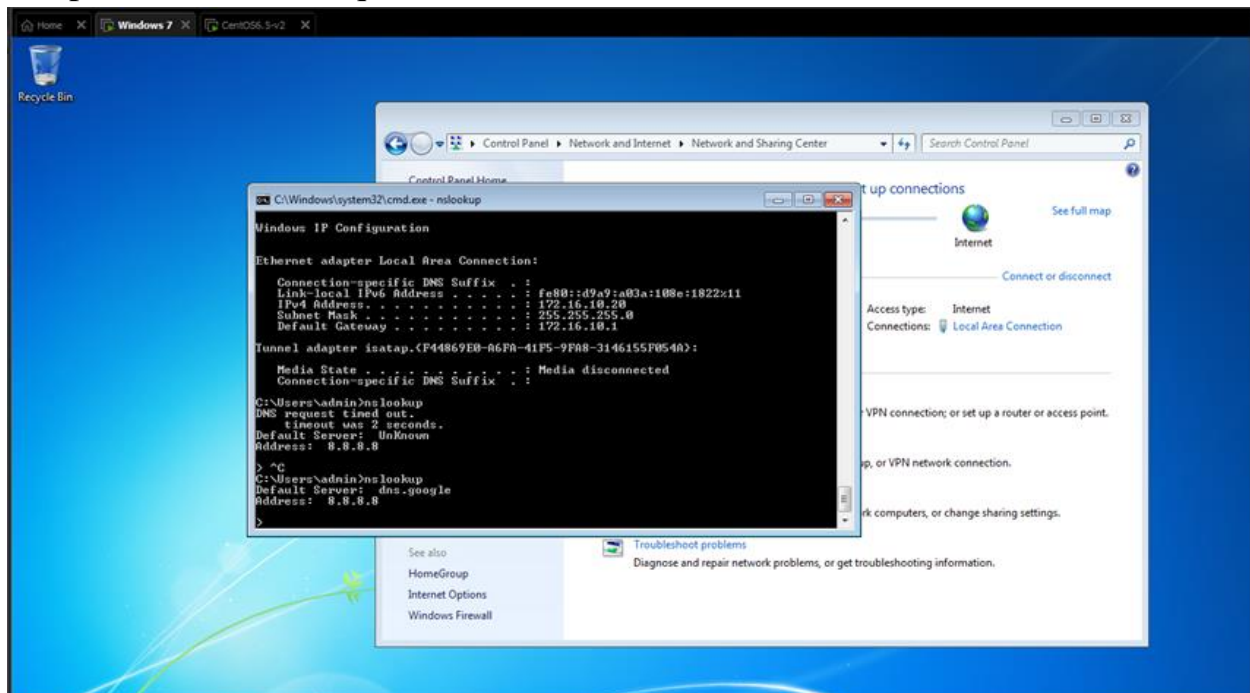 Home X Windows 7 X CentOS6.5-v2 X
Recycle Bin
Control Panel Network and Internet Network and Sharing Center Search Control Panel
Control Panel Home
t up connections
See full map
Internet
Connect or disconnect
Access type: Internet
Connections: Local Area Connection
VPN connection; or set up a router or access point.
up, or VPN network connection.
rk computers, or change sharing settings.
Troubleshoot problems
Diagnose and repair network problems, or get troubleshooting information.
See also
HomeGroup
Internet Options
Windows Firewall
C:\Windows\system32\cmd.exe - nslookup
Windows IP Configuration
Ethernet adapter Local Area Connection:
Connection-specific DNS Suffix . :
Link-local IPv6 Address . . . . . : fe80::d9a9:a03a:108e:1822%11
IPv4 Address. . . . . . . . . . . : 172.16.10.20
Subnet Mask . . . . . . . . . . . : 255.255.255.0
Default Gateway . . . . . . . . . : 172.16.10.1
Tunnel adapter isatap.{F44869E0-A6FA-41F5-9FA8-3146155F054A}:
Media State . . . . . . . . . . . : Media disconnected
Connection-specific DNS Suffix . :
C:\Users\admin>nslookup
DNS request timed out.
timeout was 2 seconds.
Default Server: UnKnown
Address: 8.8.8.8
> ^C
C:\Users\admin>nslookup
Default Server: dns.google
Address: 8.8.8.8
>